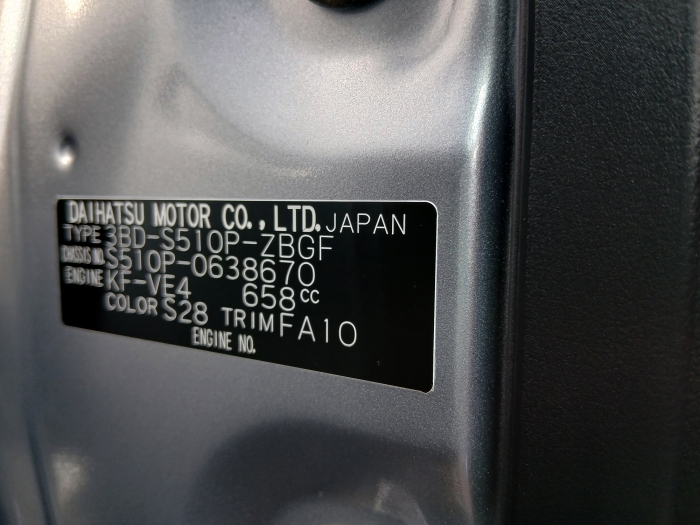 DAIHATSU MOTOR CO., LTD. JAPAN
TYPE 3BD-S510P-ZBGF
CHASSIS NO. S510P-0638670
ENGINE KF-VE4 658cc
COLOR S28 TRIM FA10
ENGINE NO.